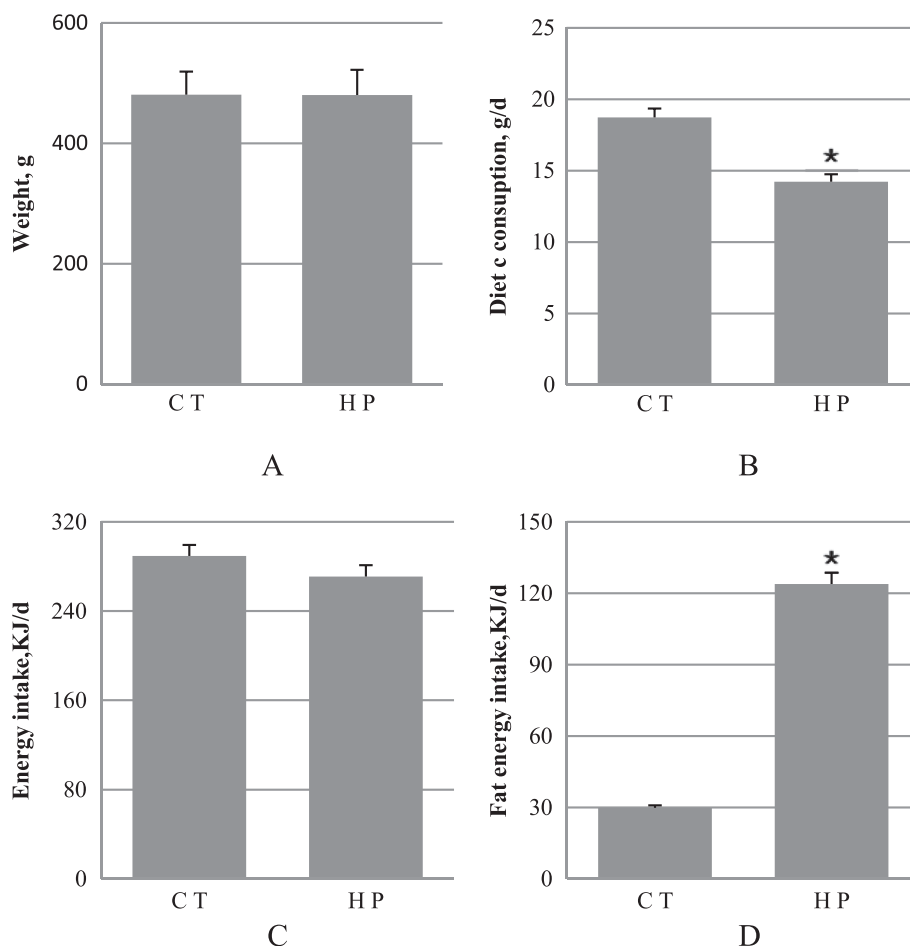 600
400
200
0
Weight, g
C T
H P
A
25
20
15
10
5
0
Diet c consuption, g/d
*
C T
H P
B
320
240
160
80
0
Energy intake,KJ/d
C T
H P
C
150
120
90
60
30
0
Fat energy intake,KJ/d
*
C T
H P
D